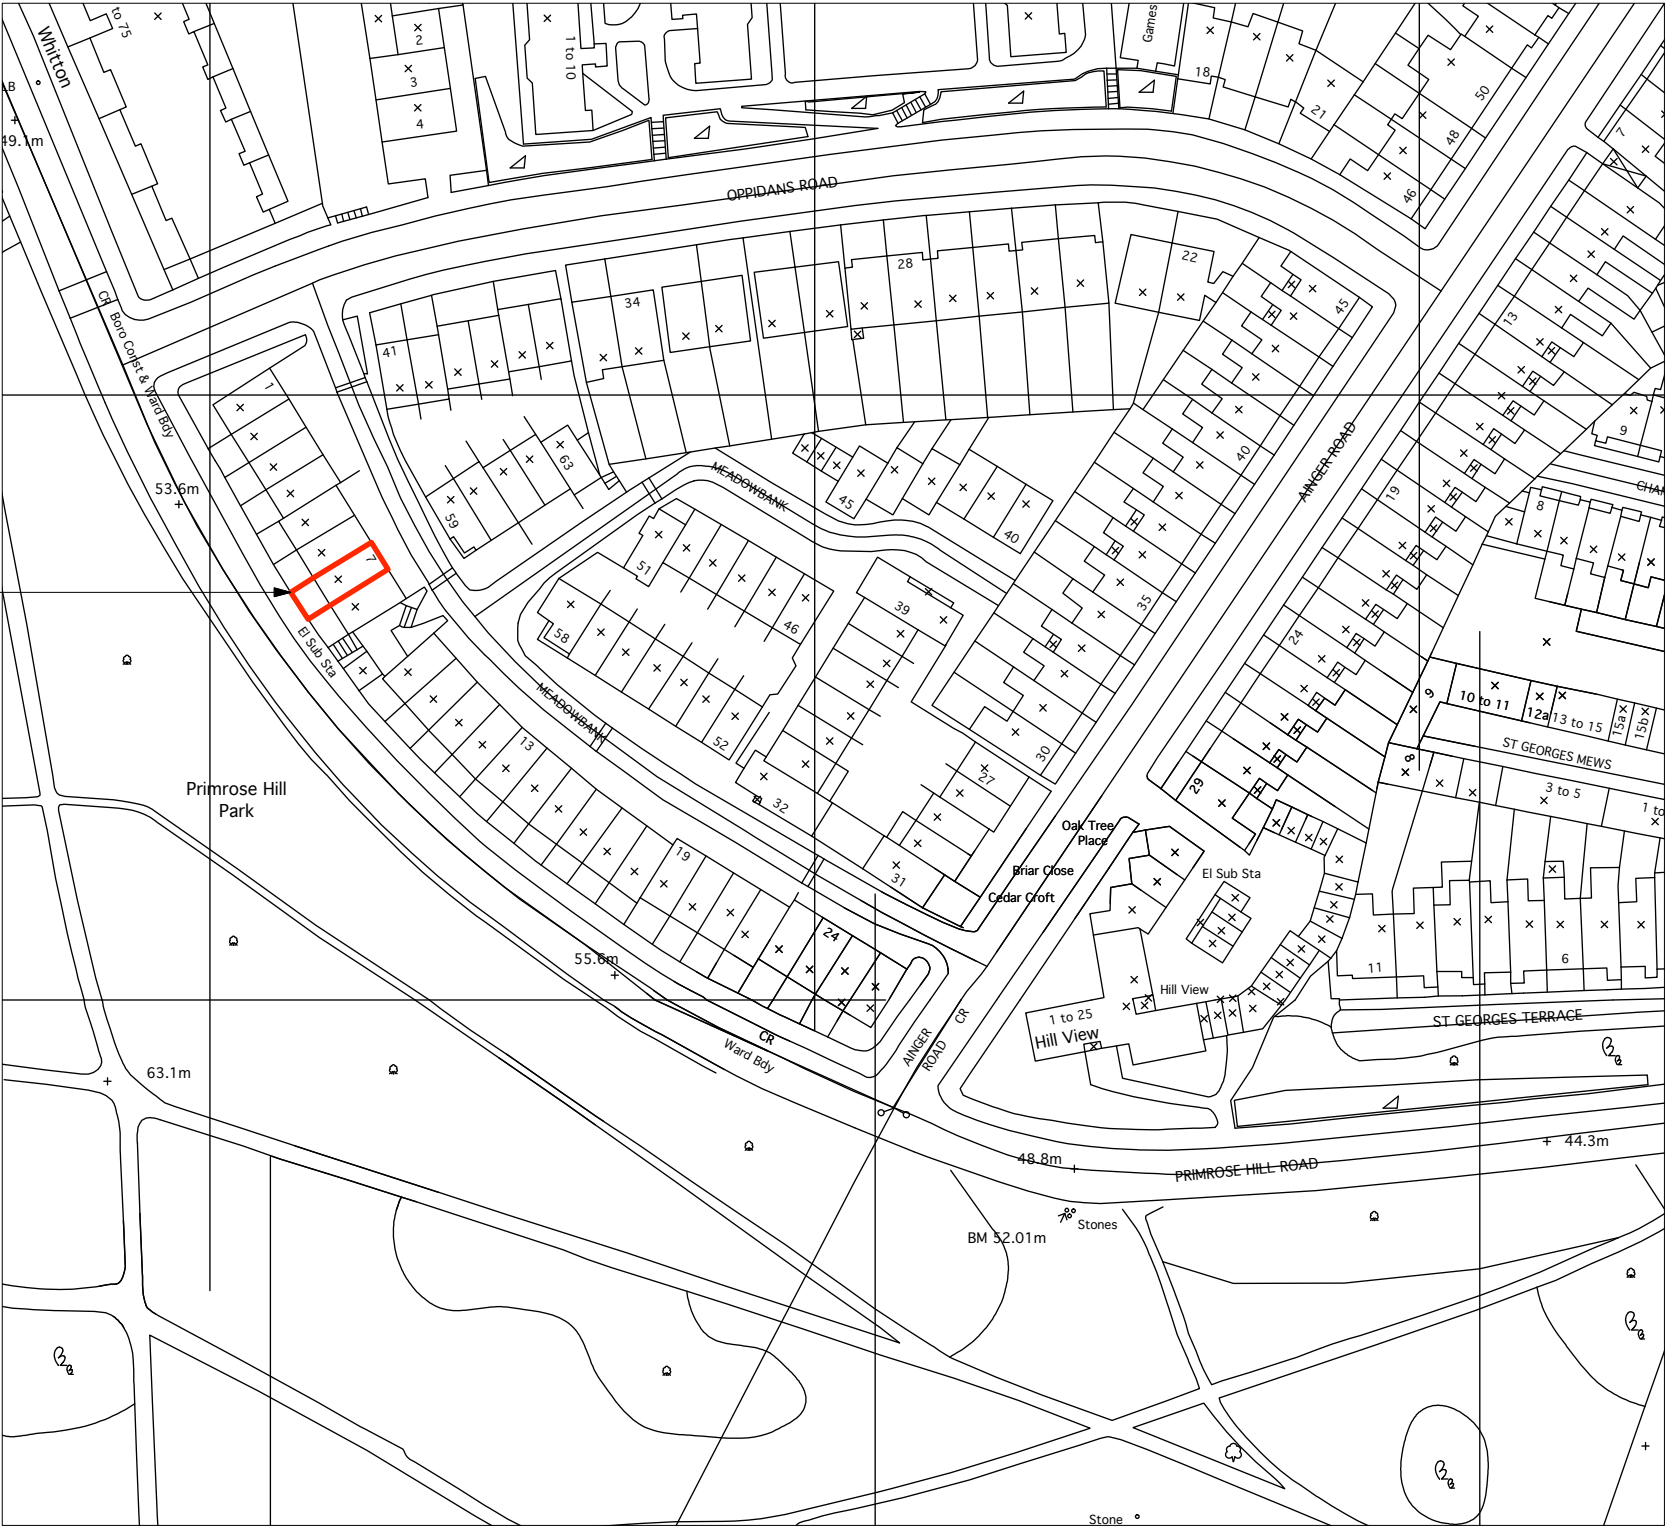 Whitton
to 75
2
3
4
1 to 10
Games
18
21
50
48
46
7
LB
49.1m
OPPIDANS ROAD
CR
Boro Const & Ward Bdy
41
34
28
22
45
13
1
53.6m
59
63
MEADOWBANK
45
40
40
AINGER ROAD
19
9
CHA
8
7
El Sub Sta
51
58
46
39
35
24
52
MEADOWBANK
13
32
27
30
29
9
10 to 11
12a
13 to 15
15a
15b
ST GEORGES MEWS
8
3 to 5
1 to
Primrose Hill
Park
19
31
Oak Tree
Place
Briar Close
Cedar Croft
El Sub Sta
24
55.6m
11
6
Hill View
1 to 25
Hill View
ST GEORGES TERRACE
CR
Ward Bdy
AINGER
ROAD
CR
63.1m
48.8m
PRIMROSE HILL ROAD
44.3m
Stones
BM 52.01m
Stone